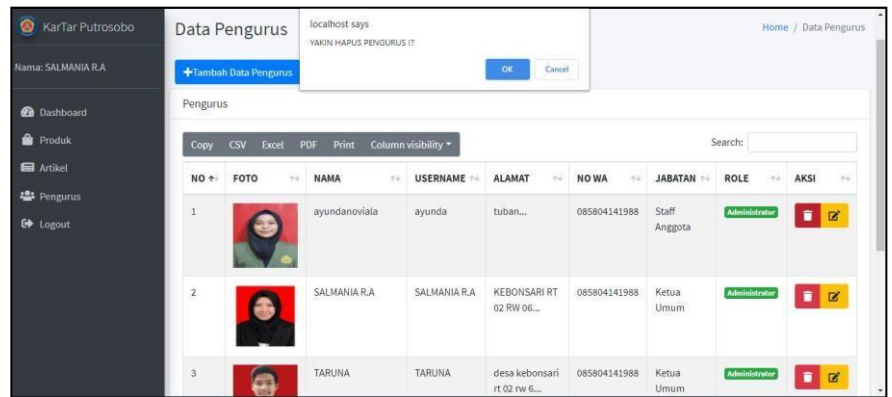 KarTar Putrosobo
Nama: SALMANIA R.A
Dashboard
Produk
Artikel
Pengurus
Logout
Data Pengurus
Home / Data Pengurus
localhost says
YAKIN HAPUS PENGURUS !?
OK Cancel
+Tambah Data Pengurus
Pengurus
Copy CSV Excel PDF Print Column visibility
Search:
NO FOTO NAMA USERNAME ALAMAT NO WA JABATAN ROLE AKSI
1 ayundanoviala ayunda tuban... 085804141988 Staff Administrator
Anggota
2 SALMANIA R.A SALMANIA R.A KEBONSARI RT 085804141988 Ketua Administrator
02 RW 06... Umum
3 TARUNA TARUNA desa kebonsari 085804141988 Ketua Administrator
rt 02 rw 6... Umum